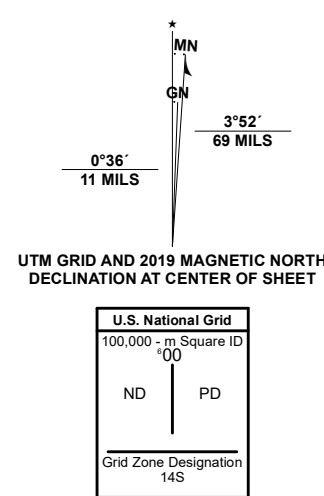 ★
MN
GN
3°52´
69 MILS
0°36´
11 MILS
UTM GRID AND 2019 MAGNETIC NORTH
DECLINATION AT CENTER OF SHEET
U.S. National Grid
100,000 - m Square ID
⁶00
ND PD
Grid Zone Designation
14S